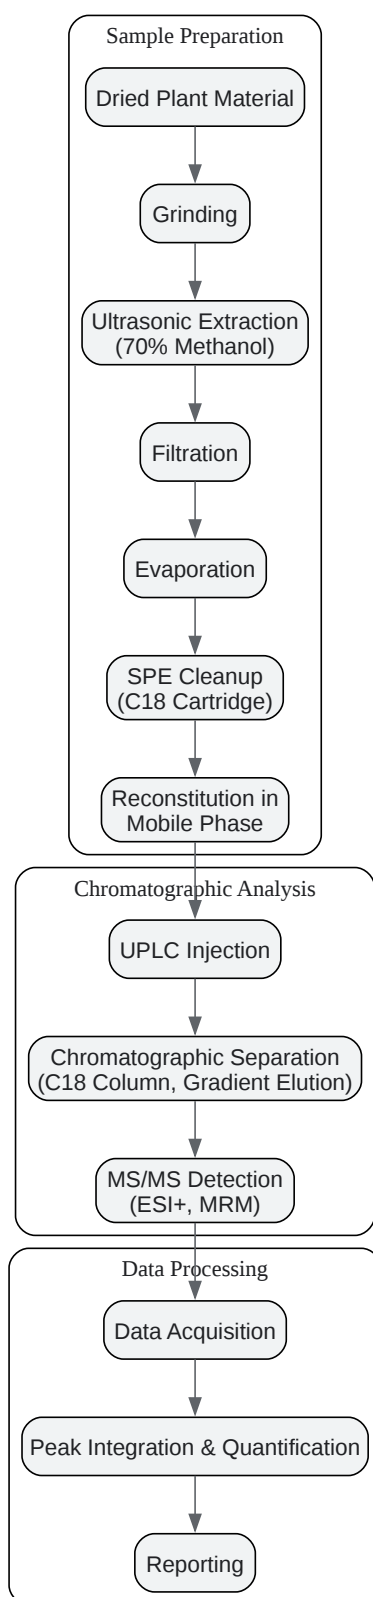 Sample Preparation
Dried Plant Material
Grinding
Ultrasonic Extraction
(70% Methanol)
Filtration
Evaporation
SPE Cleanup
(C18 Cartridge)
Reconstitution in
Mobile Phase
Chromatographic Analysis
UPLC Injection
Chromatographic Separation
(C18 Column, Gradient Elution)
MS/MS Detection
(ESI+, MRM)
Data Processing
Data Acquisition
Peak Integration & Quantification
Reporting